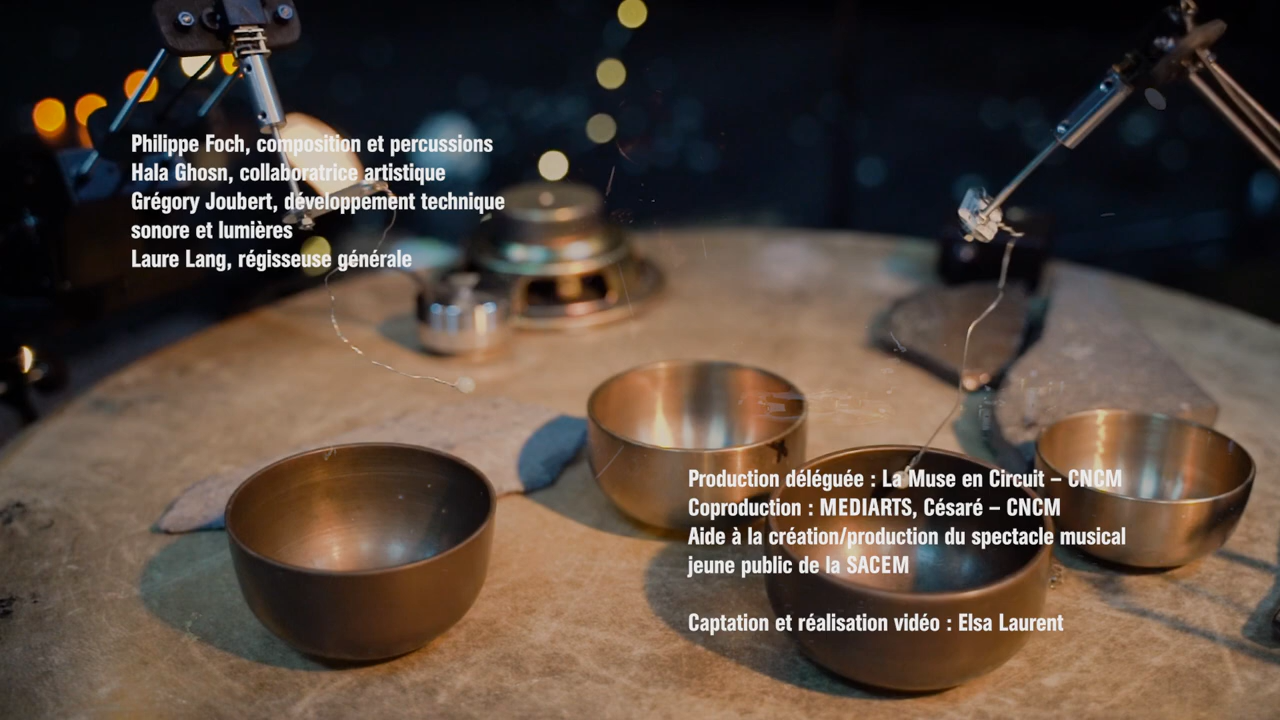 Philippe Foch, composition et percussions
Hala Ghosn, collaboratrice artistique
Grégory Joubert, développement technique
sonore et lumières
Laure Lang, régisseuse générale
Production déléguée : La Muse en Circuit – CNCM
Coproduction : MEDIARTS, Césaré – CNCM
Aide à la création/production du spectacle musical
jeune public de la SACEM
Captation et réalisation vidéo : Elsa Laurent